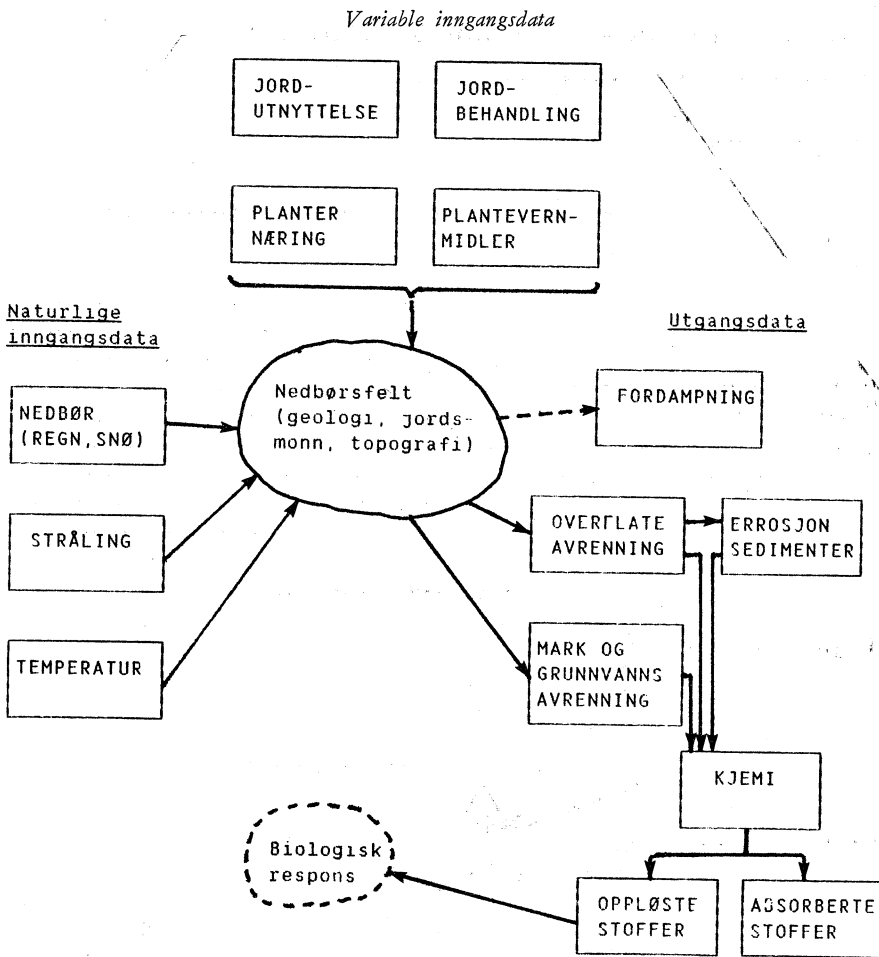 Variable inngangsdata
JORD-
UTNYTTELSE
JORD-
BEHANDLING
PLANTER
NÆRING
PLANTEVERN-
MIDLER
Naturlige
inngangsdata
Utgangsdata
NEDBØR
(REGN,SNØ)
STRÅLING
TEMPERATUR
Nedbørsfelt
(geologi, jords-
monn, topografi)
FORDAMPNING
OVERFLATE
AVRENNING
ERROSJON
SEDIMENTER
MARK OG
GRUNNVANNS
AVRENNING
KJEMI
Biologisk
respons
OPPLØSTE
STOFFER
ABSORBERTE
STOFFER